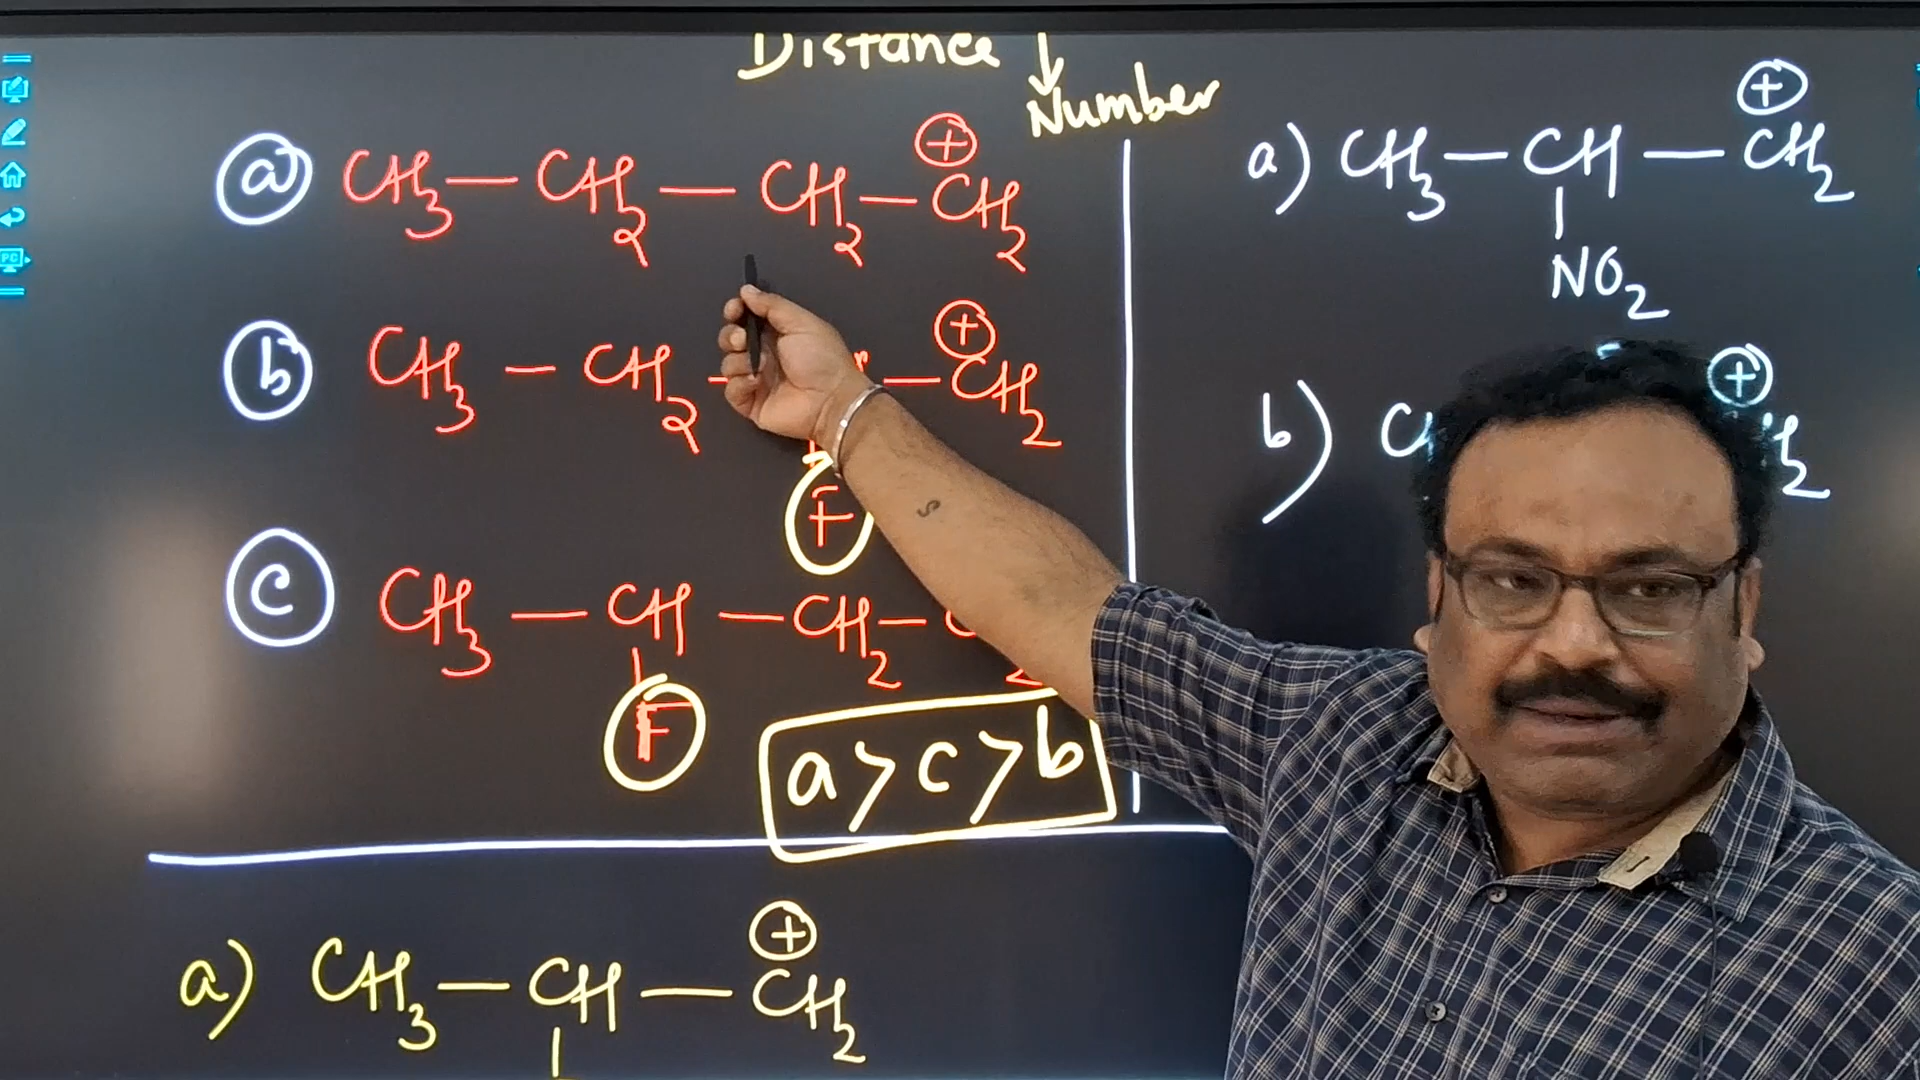 Distance ↓
Number
(a) CH3 — CH2 — CH2 — CH2 ⊕
(b) CH3 — CH2 — — CH2 ⊕
F
(c) CH3 — CH — CH2 —
F
a > c > b
a) CH3 — CH — CH2 ⊕
a) CH3 — CH — CH2 ⊕
NO2
b) ⊕
PC